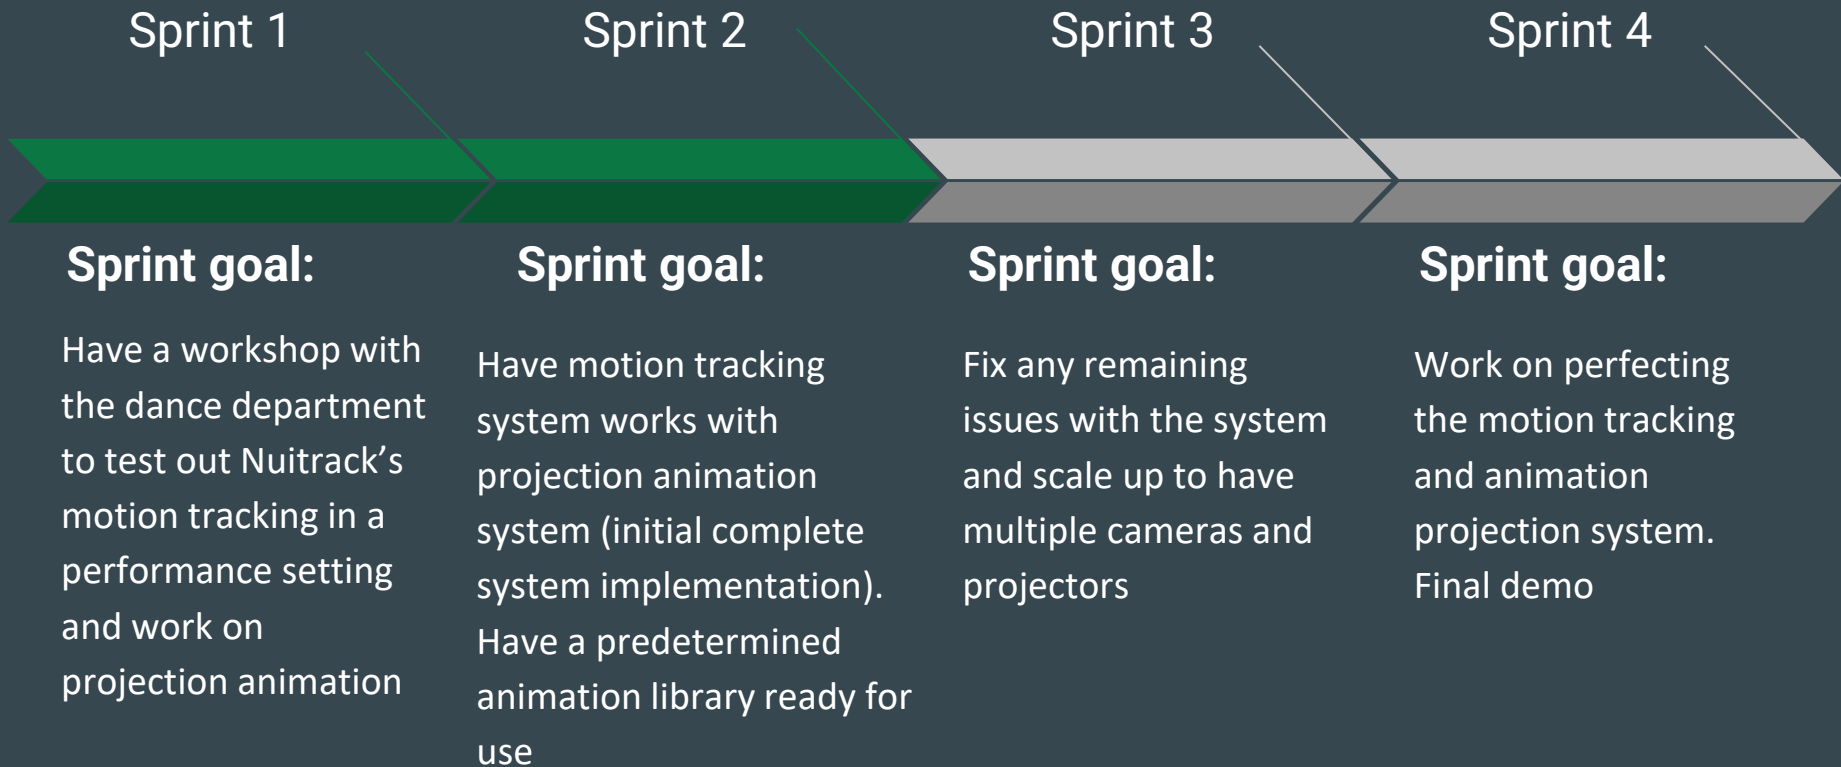 Sprint 1
Sprint 2
Sprint 3
Sprint 4
Sprint goal:
Have a workshop with
the dance department
to test out Nuitrack’s
motion tracking in a
performance setting
and work on
projection animation
Sprint goal:
Have motion tracking
system works with
projection animation
system (initial complete
system implementation).
Have a predetermined
animation library ready for
use
Sprint goal:
Fix any remaining
issues with the system
and scale up to have
multiple cameras and
projectors
Sprint goal:
Work on perfecting
the motion tracking
and animation
projection system.
Final demo